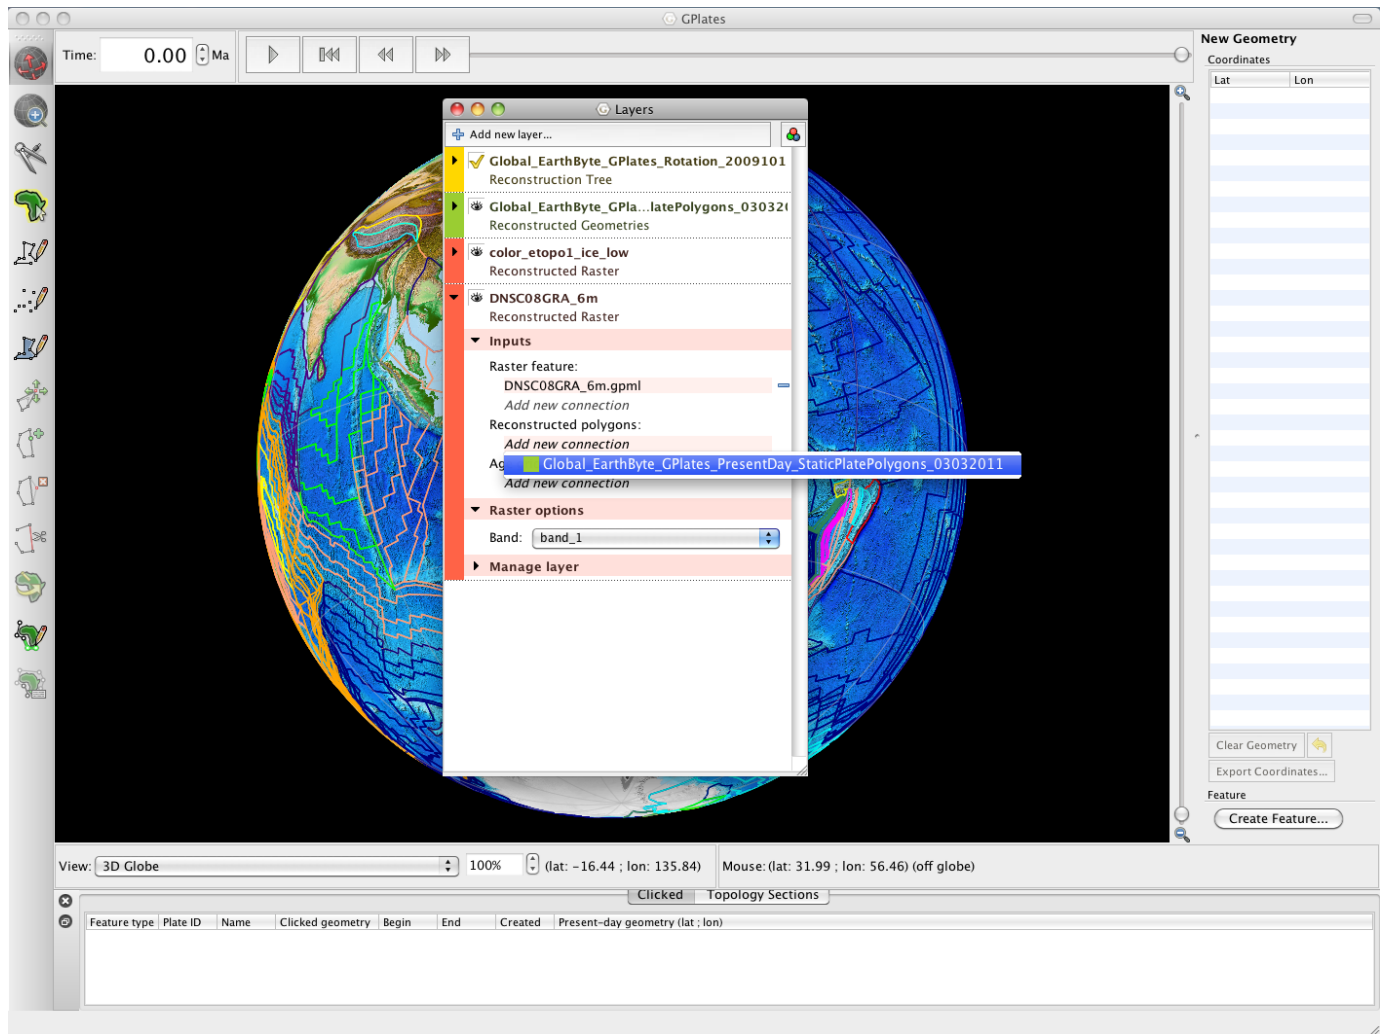 GPlates
Time: 0.00 Ma
New Geometry
Coordinates
Lat Lon
Layers
Add new layer...
Global_EarthByte_GPlates_Rotation_2009101
Reconstruction Tree
Global_EarthByte_GPla...latePolygons_03032
Reconstructed Geometries
color_etopo1_ice_low
Reconstructed Raster
DNSC08GRA_6m
Reconstructed Raster
Inputs
Raster feature:
DNSC08GRA_6m.gpml
Add new connection
Reconstructed polygons:
Add new connection
Ag
Global_EarthByte_GPlates_PresentDay_StaticPlatePolygons_03032011
Add new connection
Raster options
Band: band_1
Manage layer
Clear Geometry
Export Coordinates...
Feature
Create Feature...
View: 3D Globe 100% (lat: -16.44 ; lon: 135.84) Mouse: (lat: 31.99 ; lon: 56.46) (off globe)
Clicked Topology Sections
Feature type Plate ID Name Clicked geometry Begin End Created Present-day geometry (lat ; lon)